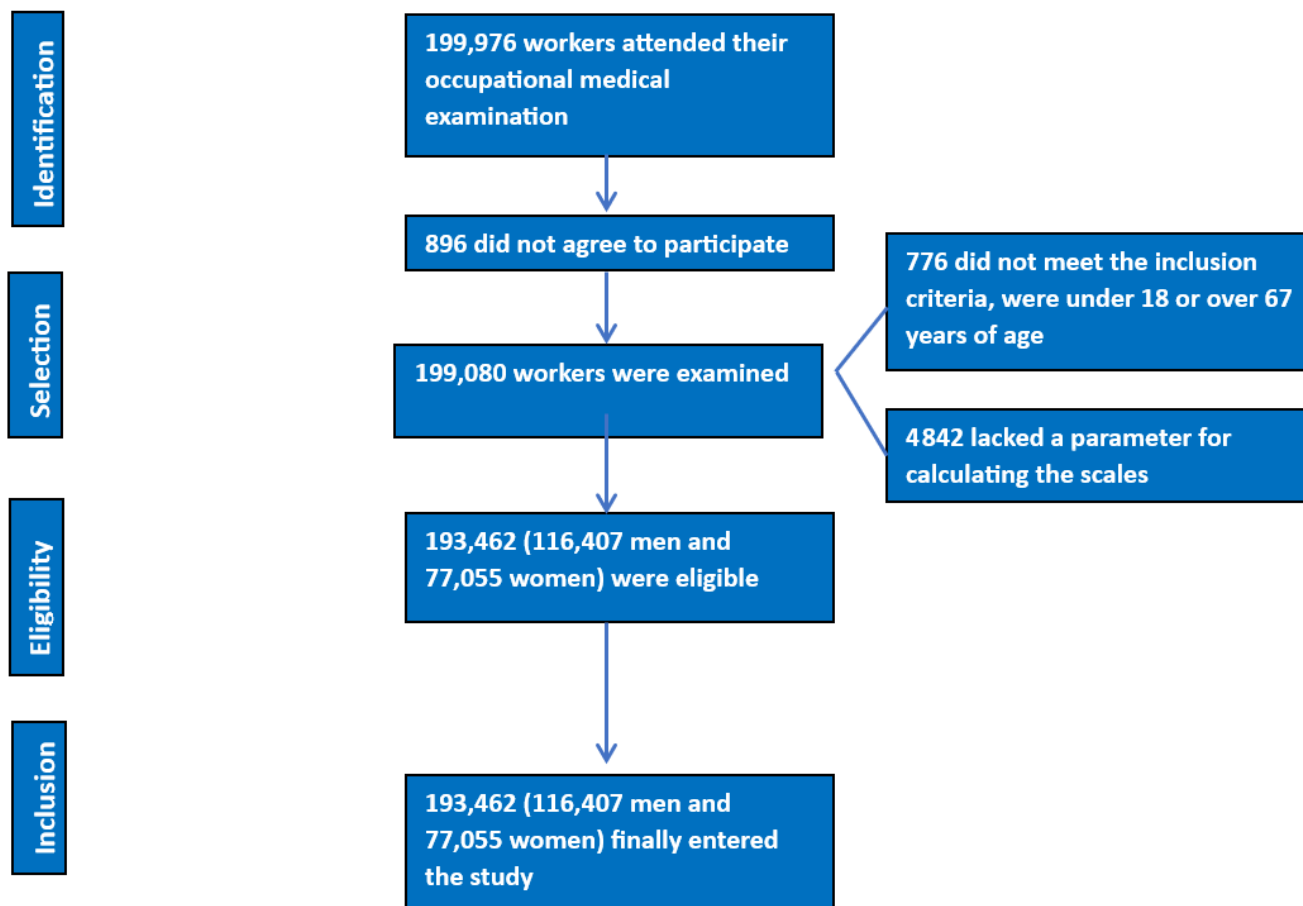 Identification
199,976 workers attended their
occupational medical
examination
896 did not agree to participate
Selection
776 did not meet the inclusion
criteria, were under 18 or over 67
years of age
199,080 workers were examined
4842 lacked a parameter for
calculating the scales
Eligibility
193,462 (116,407 men and
77,055 women) were eligible
Inclusion
193,462 (116,407 men and
77,055 women) finally entered
the study